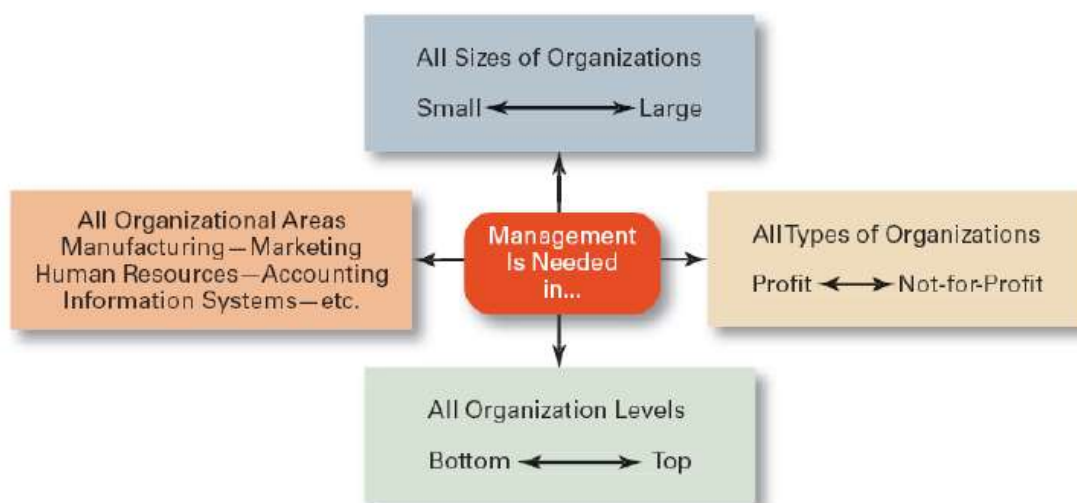 All Sizes of Organizations
Small Large
All Organizational Areas
Manufacturing—Marketing
Human Resources—Accounting
Information Systems—etc.
Management
Is Needed
in...
All Types of Organizations
Profit Not-for-Profit
All Organization Levels
Bottom Top